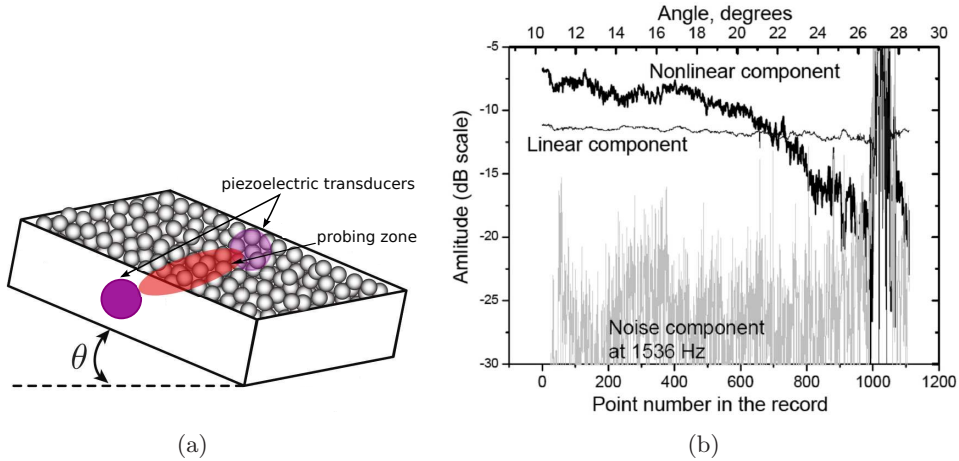 piezoelectric transducers
probing zone
θ
(a)
Angle, degrees
10 12 14 16 18 20 22 24 26 28 30
-5
-10
-15
-20
-25
-30
Amlitude (dB scale)
Nonlinear component
Linear component
Noise component
at 1536 Hz
0 200 400 600 800 1000 1200
Point number in the record
(b)